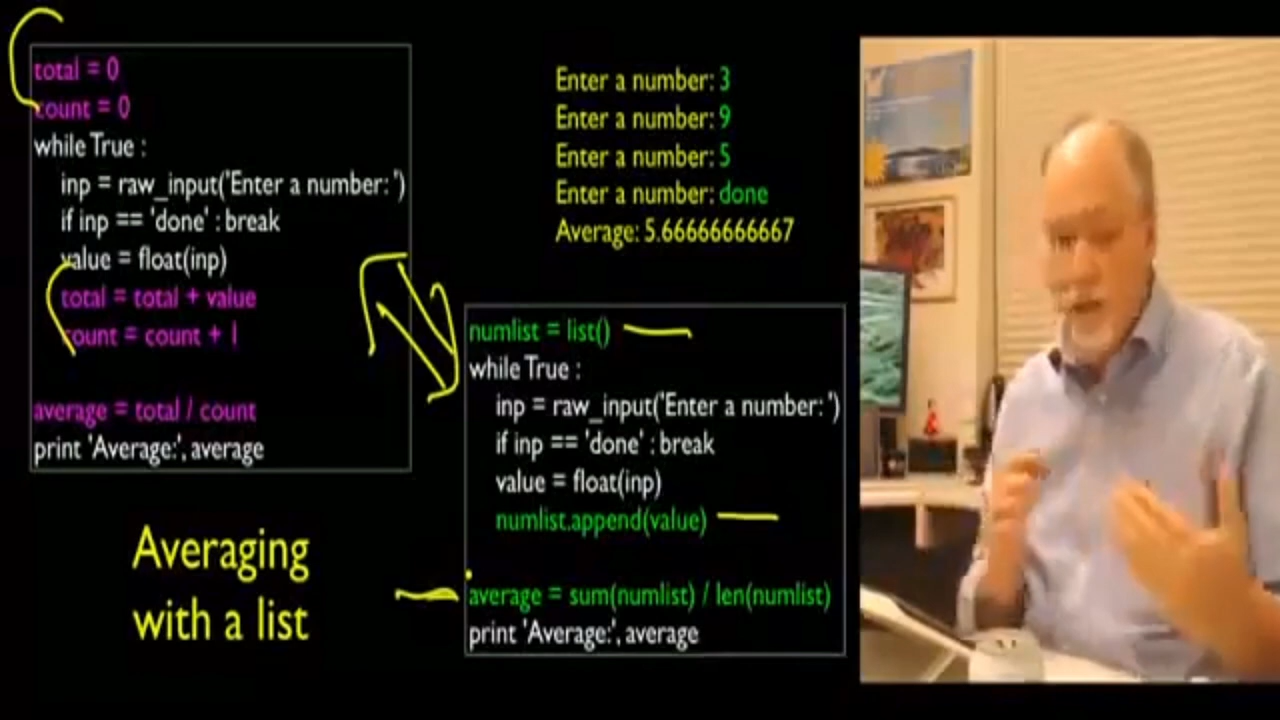 total = 0
count = 0
while True :
inp = raw_input('Enter a number: ')
if inp == 'done' : break
value = float(inp)
total = total + value
count = count + 1
average = total / count
print 'Average:', average
Averaging
with a list
Enter a number: 3
Enter a number: 9
Enter a number: 5
Enter a number: done
Average: 5.66666666667
numlist = list()
while True :
inp = raw_input('Enter a number: ')
if inp == 'done' : break
value = float(inp)
numlist.append(value)
average = sum(numlist) / len(numlist)
print 'Average:', average